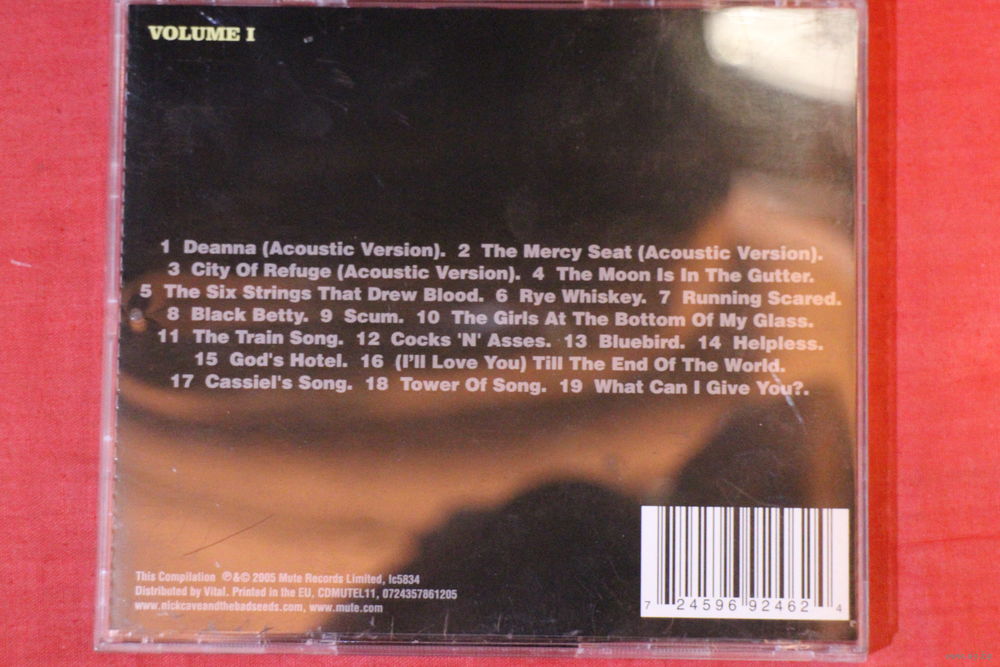 VOLUME I
1 Deanna (Acoustic Version). 2 The Mercy Seat (Acoustic Version).
3 City Of Refuge (Acoustic Version). 4 The Moon Is In The Gutter.
5 The Six Strings That Drew Blood. 6 Rye Whiskey. 7 Running Scared.
8 Black Betty. 9 Scum. 10 The Girls At The Bottom Of My Glass.
11 The Train Song. 12 Cocks 'N' Asses. 13 Bluebird. 14 Helpless.
15 God's Hotel. 16 (I'll Love You) Till The End Of The World.
17 Cassiel's Song. 18 Tower Of Song. 19 What Can I Give You?.
This Compilation ℗&© 2005 Mute Records Limited, lc5834
Distributed by Vital. Printed in the EU, CDMUTEL11, 0724357861205
www.nickcaveandthebadseeds.com, www.mute.com
7 24596 92462 4